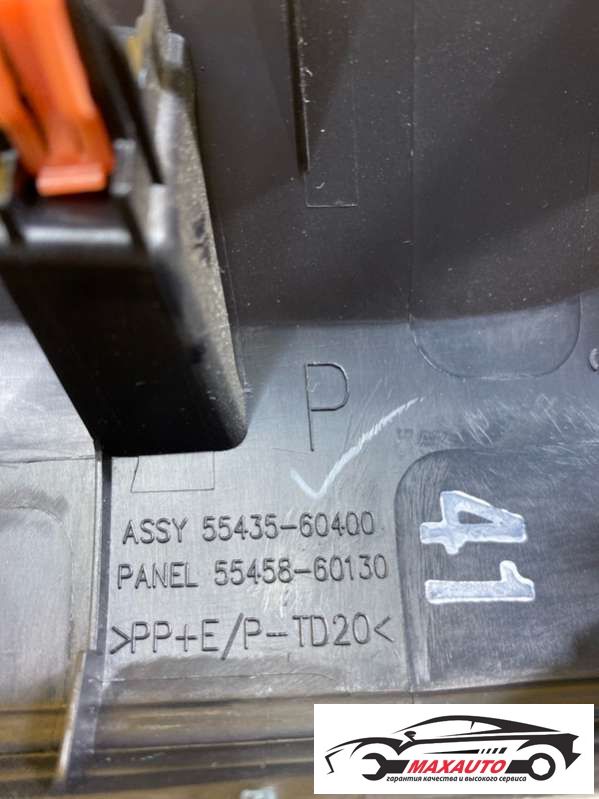 P
ASSY 55435-60400
PANEL 55458-60130
>PP+E/P-TD20<
41
MAXAUTO
гарантия качества и высокого сервиса